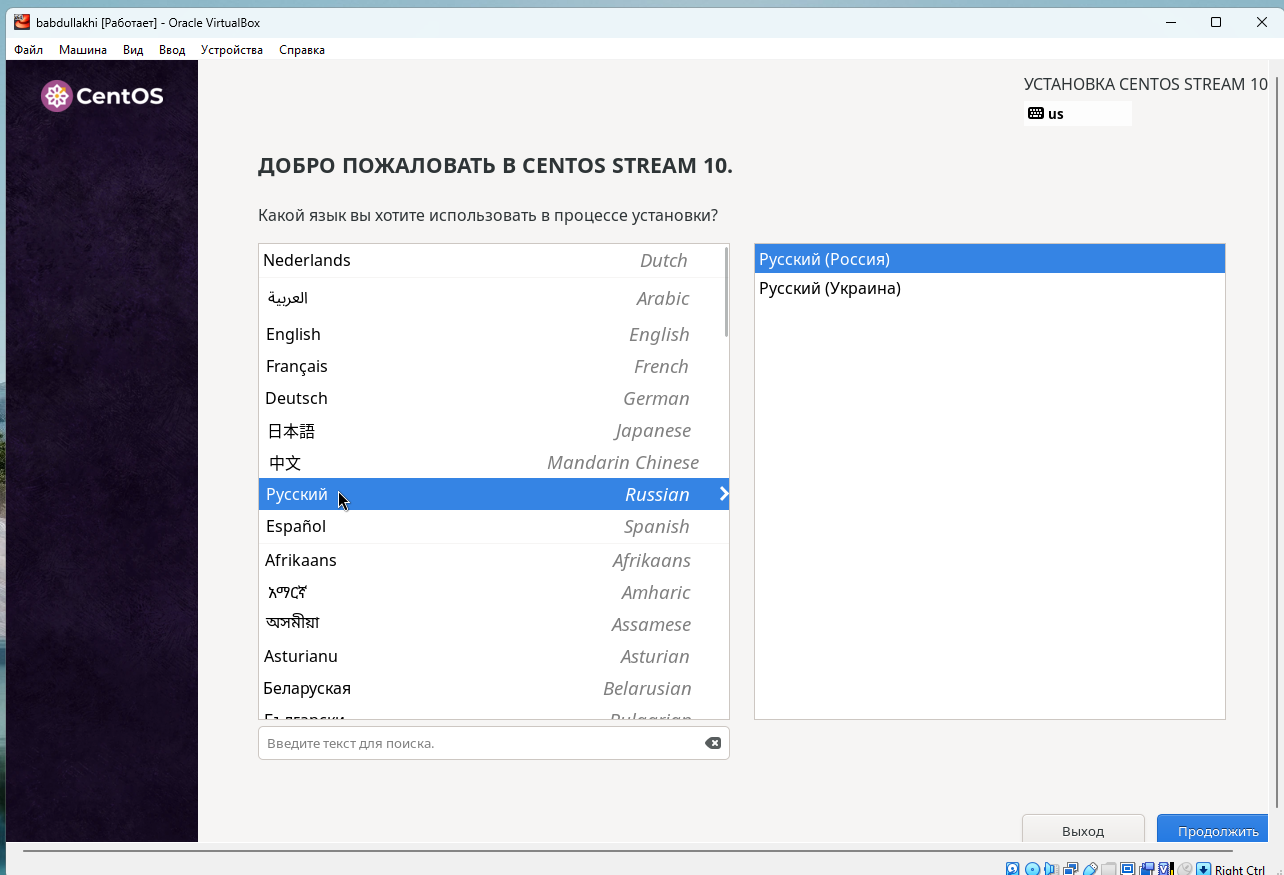 babdullakhi [Работает] - Oracle VirtualBox
Файл Машина Вид Ввод Устройства Справка
CentOS
УСТАНОВКА CENTOS STREAM 10
us
ДОБРО ПОЖАЛОВАТЬ В CENTOS STREAM 10.
Какой язык вы хотите использовать в процессе установки?
Nederlands Dutch
العربية Arabic
English English
Français French
Deutsch German
日本語 Japanese
中文 Mandarin Chinese
Русский Russian
Español Spanish
Afrikaans Afrikaans
አማርኛ Amharic
অসমীয়া Assamese
Asturianu Asturian
Беларуская Belarusian
Български Bulgarian
Русский (Россия)
Русский (Украина)
Введите текст для поиска.
Выход Продолжить
Right Ctrl